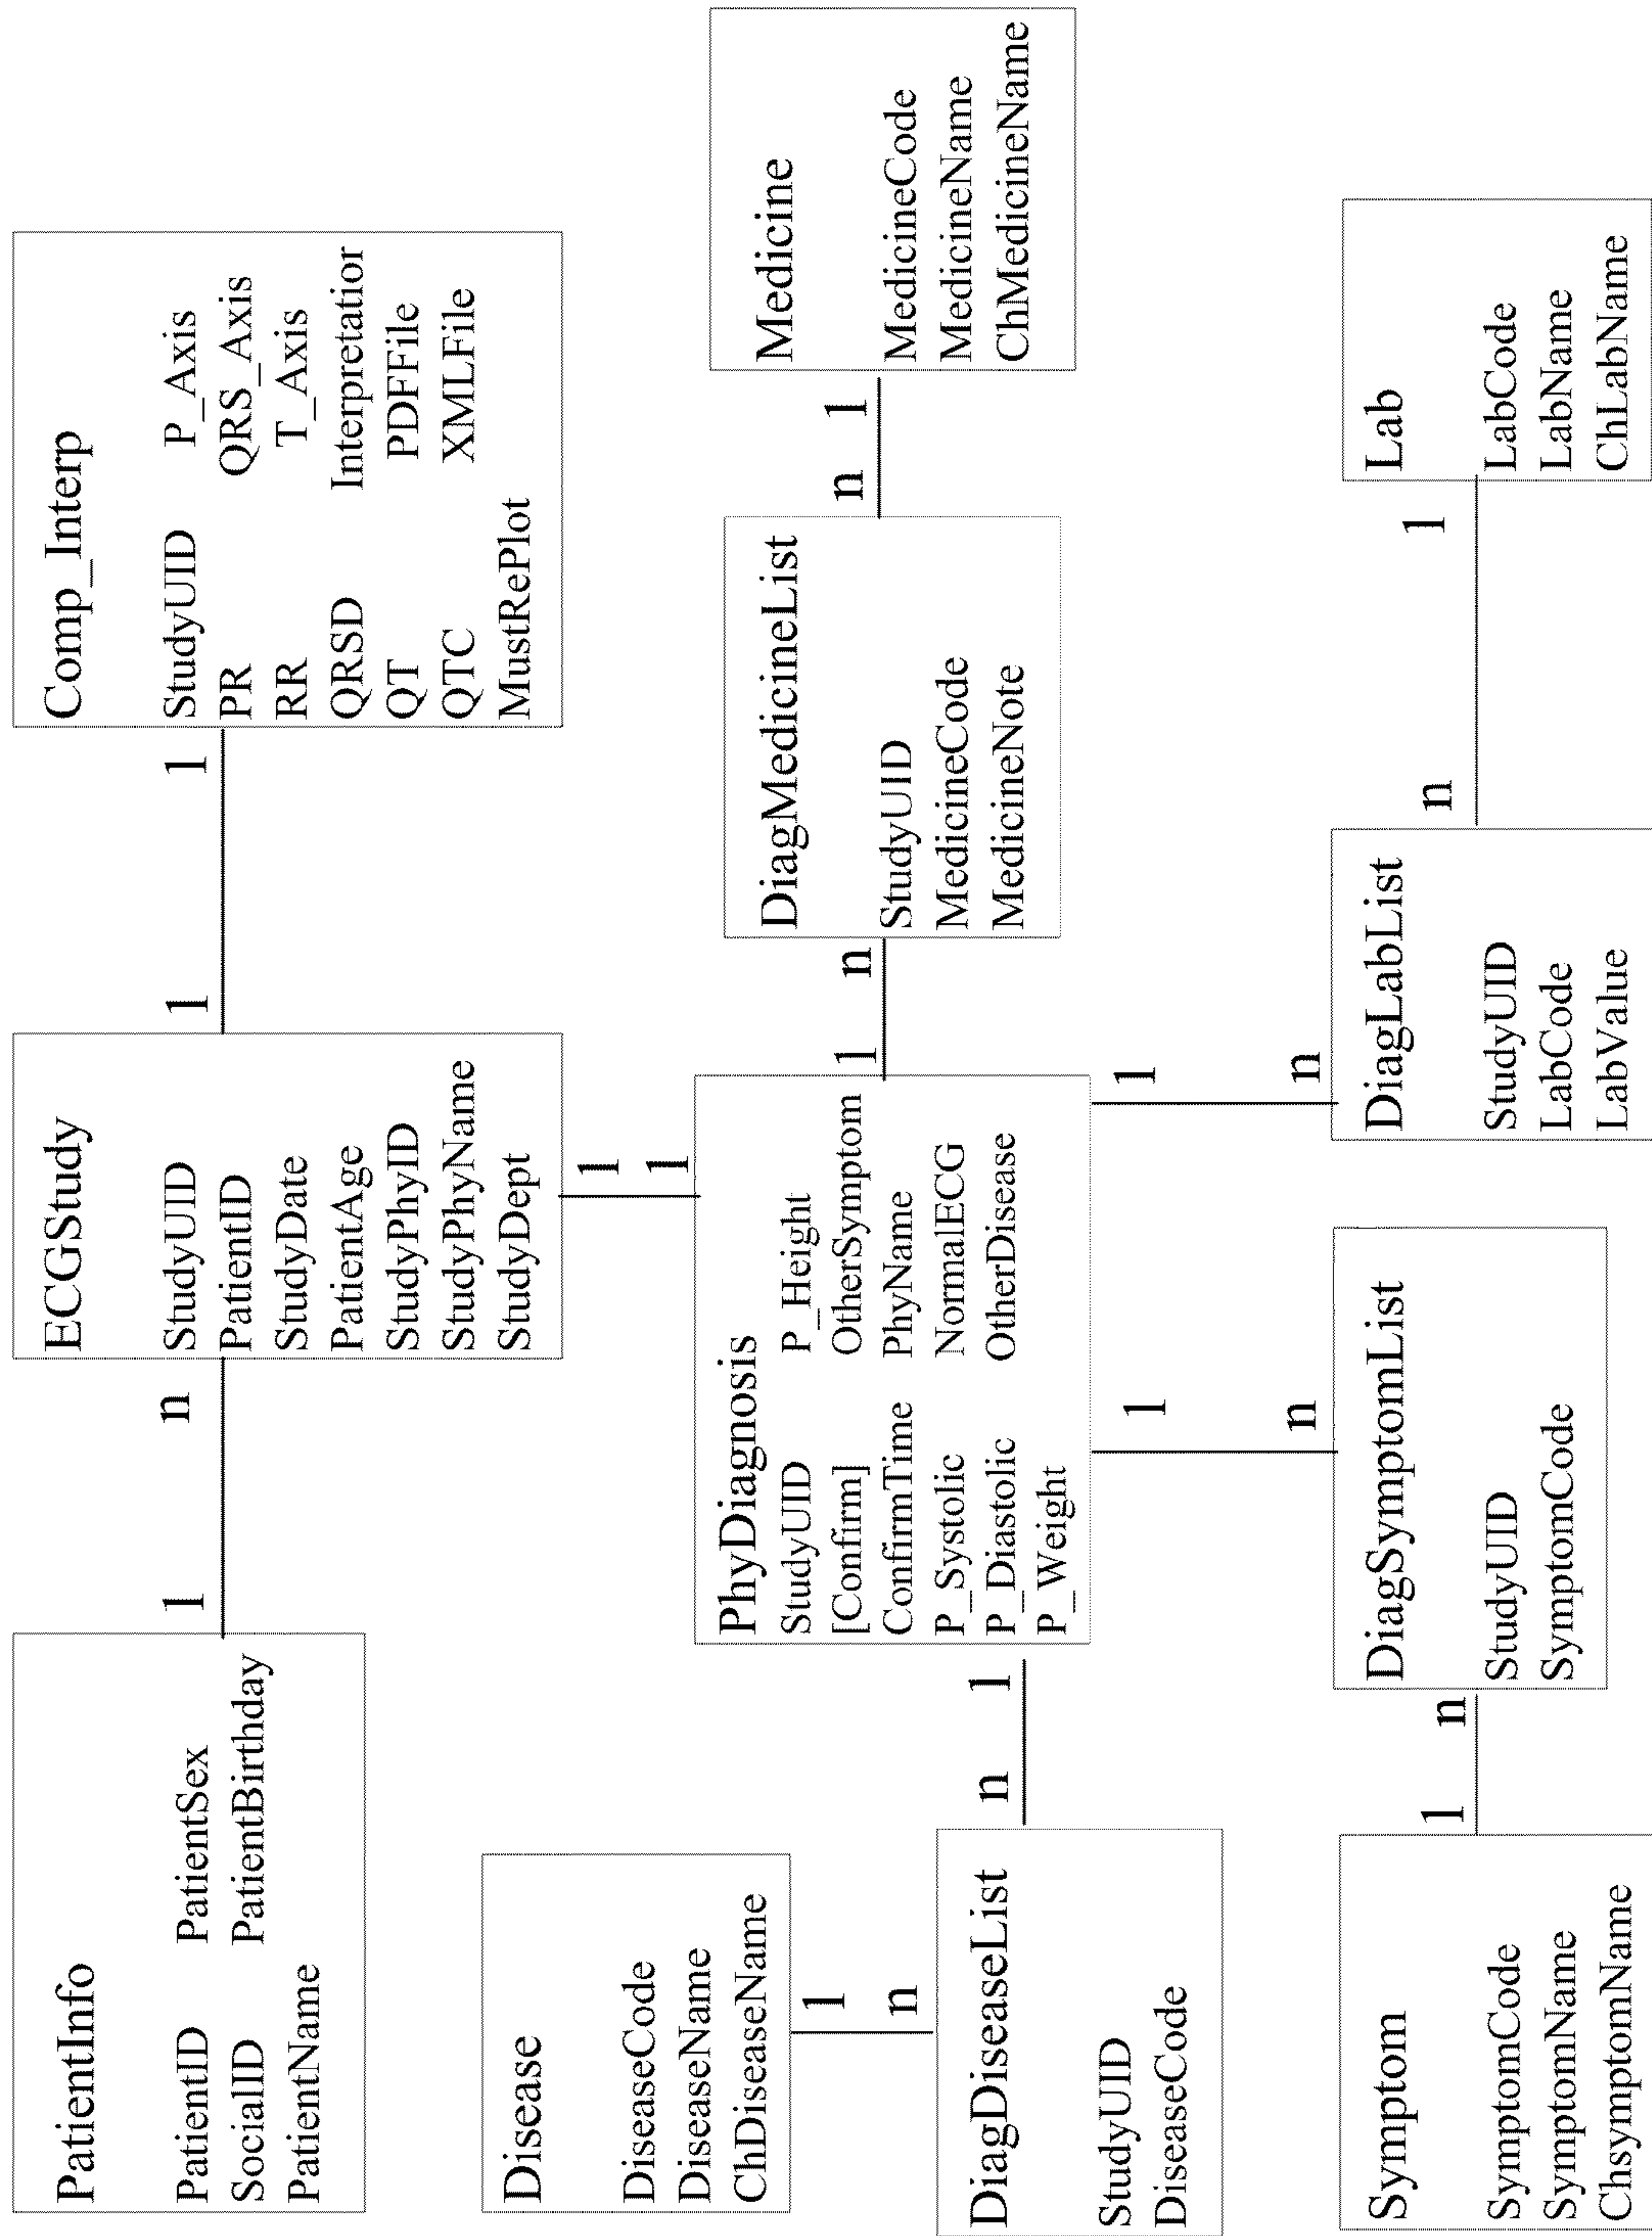 PatientInfo
PatientID PatientSex
SocialID PatientBirthday
PatientName
1 n
ECGStudy
StudyUID
PatientID
StudyDate
PatientAge
StudyPhyID
StudyPhyName
StudyDept
1 1
Comp_Interp
StudyUID P_Axis
PR QRS_Axis
RR T_Axis
QRSD Interpretatior
QT PDFFile
QTC XMLFile
MustRePlot
1
1
Disease
DiseaseCode
DiseaseName
ChDiseaseName
1
n
DiagDiseaseList
StudyUID
DiseaseCode
n 1
PhyDiagnosis
StudyUID P_Height
[Confirm] OtherSymptom
ConfirmTime PhyName
P_Systolic NormalECG
P_Diastolic OtherDisease
P_Weight
1 n
DiagMedicineList
StudyUID
MedicineCode
MedicineNote
n 1
Medicine
MedicineCode
MedicineName
ChMedicineName
1
n
1
n
Symptom
SymptomCode
SymptomName
ChsymptomName
1 n
DiagSymptomList
StudyUID
SymptomCode
DiagLabList
StudyUID
LabCode
LabValue
n 1
Lab
LabCode
LabName
ChLabName